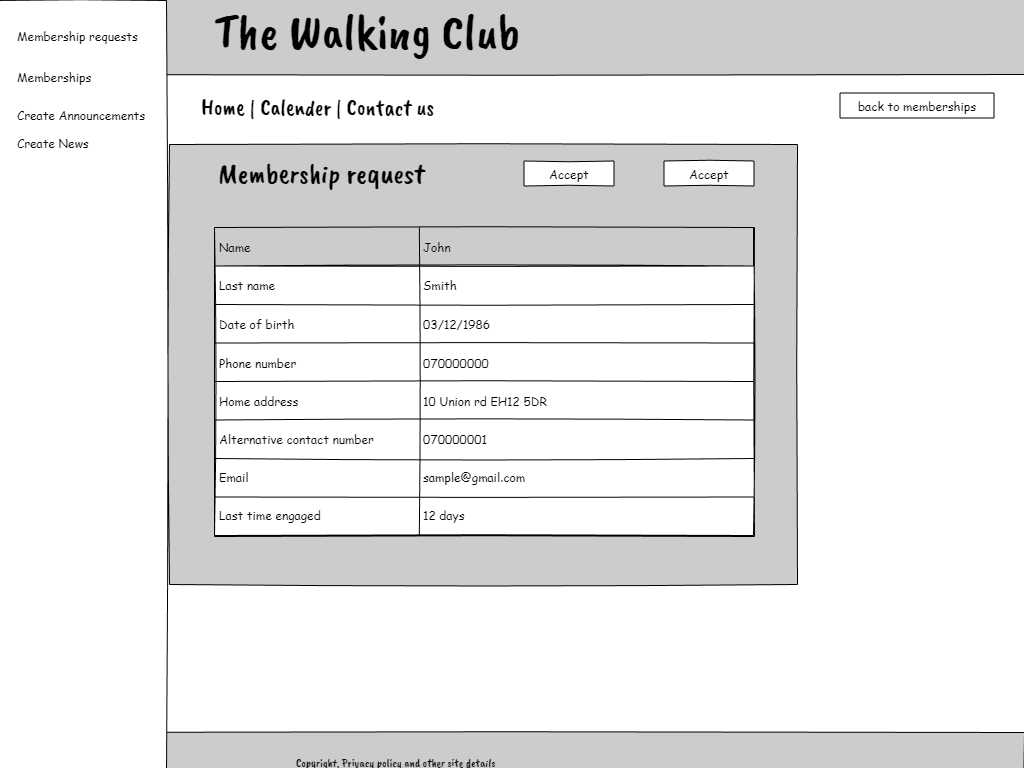 The Walking Club
Membership requests
Memberships
Create Announcements
Create News
Home | Calender | Contact us
back to memberships
Membership request
Accept
Accept
Name John
Last name Smith
Date of birth 03/12/1986
Phone number 070000000
Home address 10 Union rd EH12 5DR
Alternative contact number 070000001
Email sample@gmail.com
Last time engaged 12 days
Copyright, Privacy policy and other site details